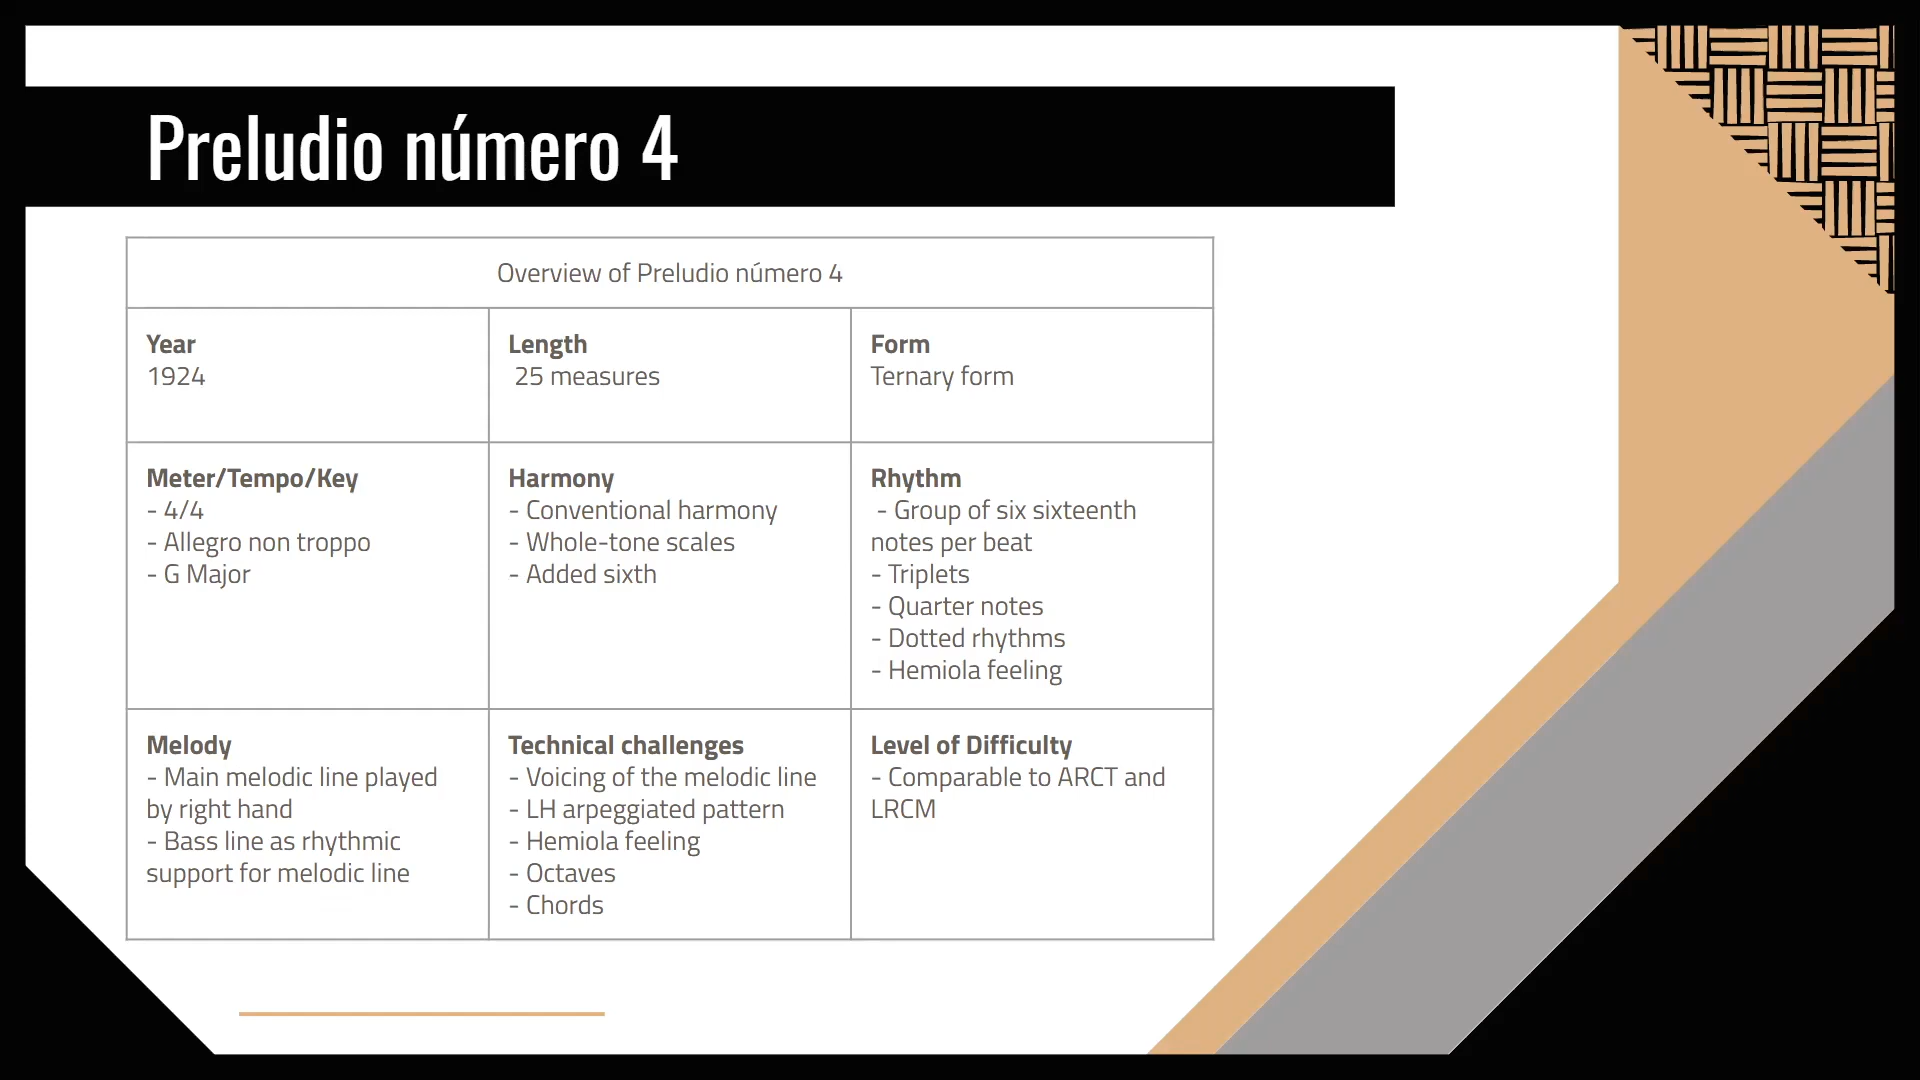 Preludio número 4
Overview of Preludio número 4
Year
1924
Length
25 measures
Form
Ternary form
Meter/Tempo/Key
- 4/4
- Allegro non troppo
- G Major
Harmony
- Conventional harmony
- Whole-tone scales
- Added sixth
Rhythm
- Group of six sixteenth
notes per beat
- Triplets
- Quarter notes
- Dotted rhythms
- Hemiola feeling
Melody
- Main melodic line played
by right hand
- Bass line as rhythmic
support for melodic line
Technical challenges
- Voicing of the melodic line
- LH arpeggiated pattern
- Hemiola feeling
- Octaves
- Chords
Level of Difficulty
- Comparable to ARCT and
LRCM